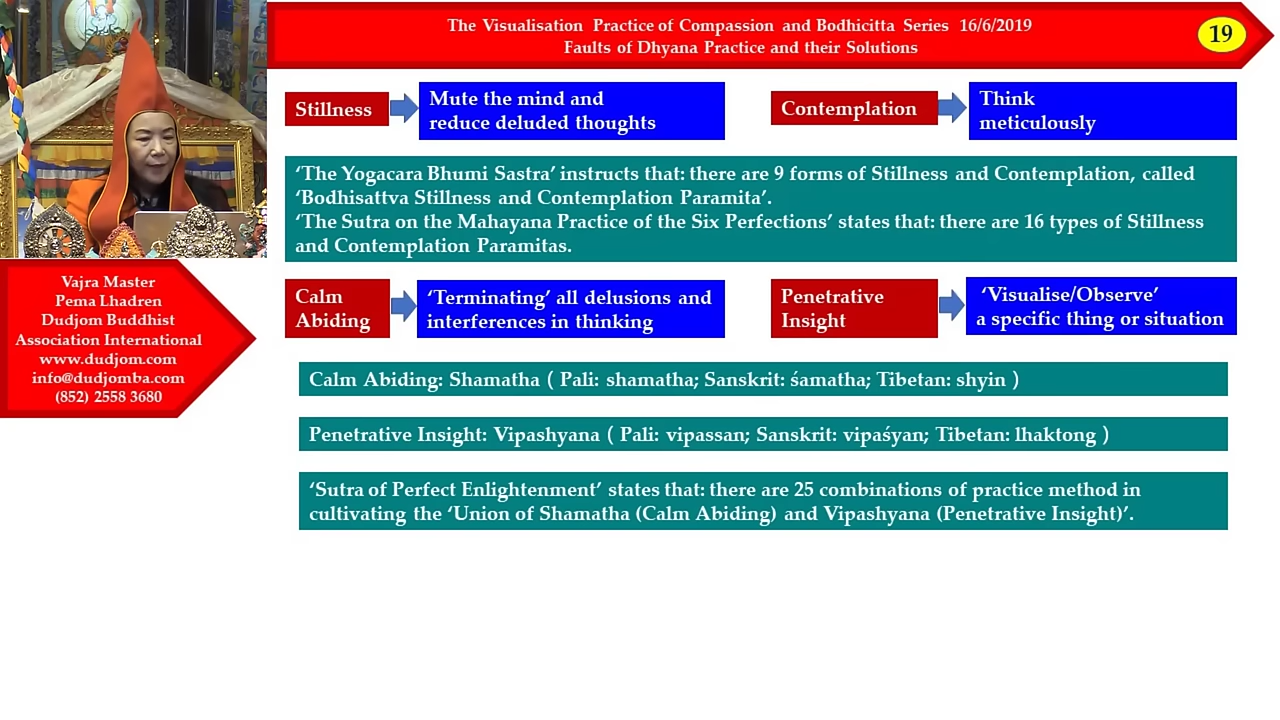 The Visualisation Practice of Compassion and Bodhicitta Series 16/6/2019
Faults of Dhyana Practice and their Solutions
19
Stillness
Mute the mind and
reduce deluded thoughts
Contemplation
Think
meticulously
‘The Yogacara Bhumi Sastra’ instructs that: there are 9 forms of Stillness and Contemplation, called
‘Bodhisattva Stillness and Contemplation Paramita’.
‘The Sutra on the Mahayana Practice of the Six Perfections’ states that: there are 16 types of Stillness
and Contemplation Paramitas.
Calm
Abiding
‘Terminating’ all delusions and
interferences in thinking
Penetrative
Insight
‘Visualise/Observe’
a specific thing or situation
Calm Abiding: Shamatha ( Pali: shamatha; Sanskrit: śamatha; Tibetan: shyin )
Penetrative Insight: Vipashyana ( Pali: vipassan; Sanskrit: vipaśyan; Tibetan: lhaktong )
‘Sutra of Perfect Enlightenment’ states that: there are 25 combinations of practice method in
cultivating the ‘Union of Shamatha (Calm Abiding) and Vipashyana (Penetrative Insight)’.
Vajra Master
Pema Lhadren
Dudjom Buddhist
Association International
www.dudjom.com
info@dudjomba.com
(852) 2558 3680